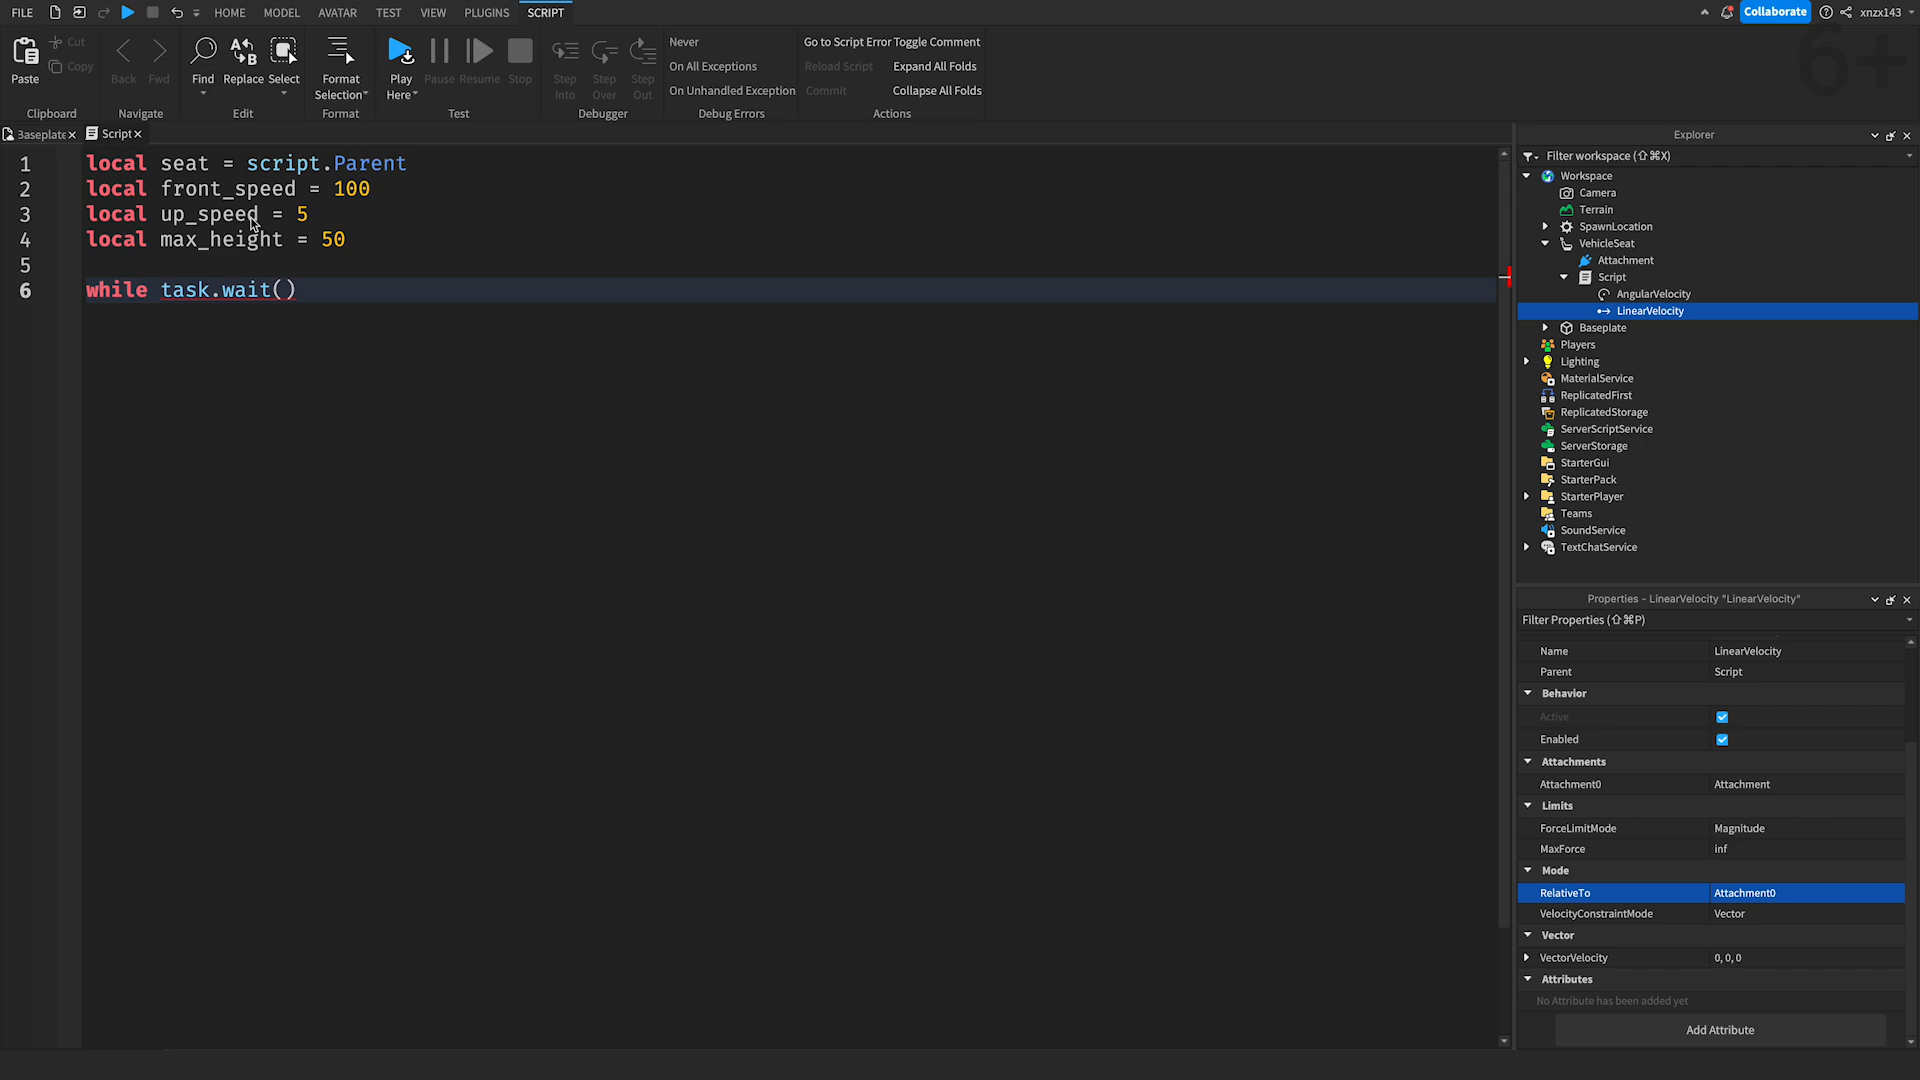 FILE
HOME
MODEL
AVATAR
TEST
VIEW
PLUGINS
SCRIPT
Collaborate
xnzx143
6+
Paste
Cut
Copy
Clipboard
Back
Fwd
Navigate
Find
Replace
Select
Edit
Format
Selection
Format
Play
Here
Pause
Resume
Stop
Test
Step
Into
Step
Over
Step
Out
Debugger
Never
On All Exceptions
On Unhandled Exception
Debug Errors
Go to Script Error
Toggle Comment
Reload Script
Expand All Folds
Commit
Collapse All Folds
Actions
Baseplate
Script
1 local seat = script.Parent
2 local front_speed = 100
3 local up_speed = 5
4 local max_height = 50
5
6 while task.wait()
Explorer
Filter workspace (⇧⌘X)
Workspace
Camera
Terrain
SpawnLocation
VehicleSeat
Attachment
Script
AngularVelocity
LinearVelocity
Baseplate
Players
Lighting
MaterialService
ReplicatedFirst
ReplicatedStorage
ServerScriptService
ServerStorage
StarterGui
StarterPack
StarterPlayer
Teams
SoundService
TextChatService
Properties - LinearVelocity "LinearVelocity"
Filter Properties (⇧⌘P)
Name LinearVelocity
Parent Script
Behavior
Active
Enabled
Attachments
Attachment0 Attachment
Limits
ForceLimitMode Magnitude
MaxForce inf
Mode
RelativeTo Attachment0
VelocityConstraintMode Vector
Vector
VectorVelocity 0, 0, 0
Attributes
No Attribute has been added yet
Add Attribute